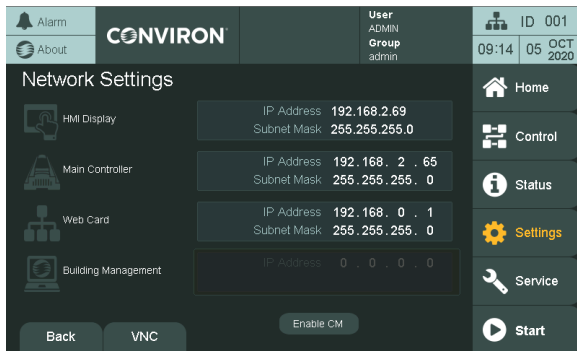 Alarm
About
CONVIRON
User
ADMIN
Group
admin
ID 001
09:14
05 OCT 2020
Network Settings
HMI Display
IP Address 192.168.2.69
Subnet Mask 255.255.255.0
Main Controller
IP Address 192.168. 2 . 65
Subnet Mask 255.255.255. 0
Web Card
IP Address 192.168. 0 . 1
Subnet Mask 255.255.255. 0
Building Management
IP Address 0 . 0 . 0 . 0
Home
Control
Status
Settings
Service
Start
Back
VNC
Enable CM